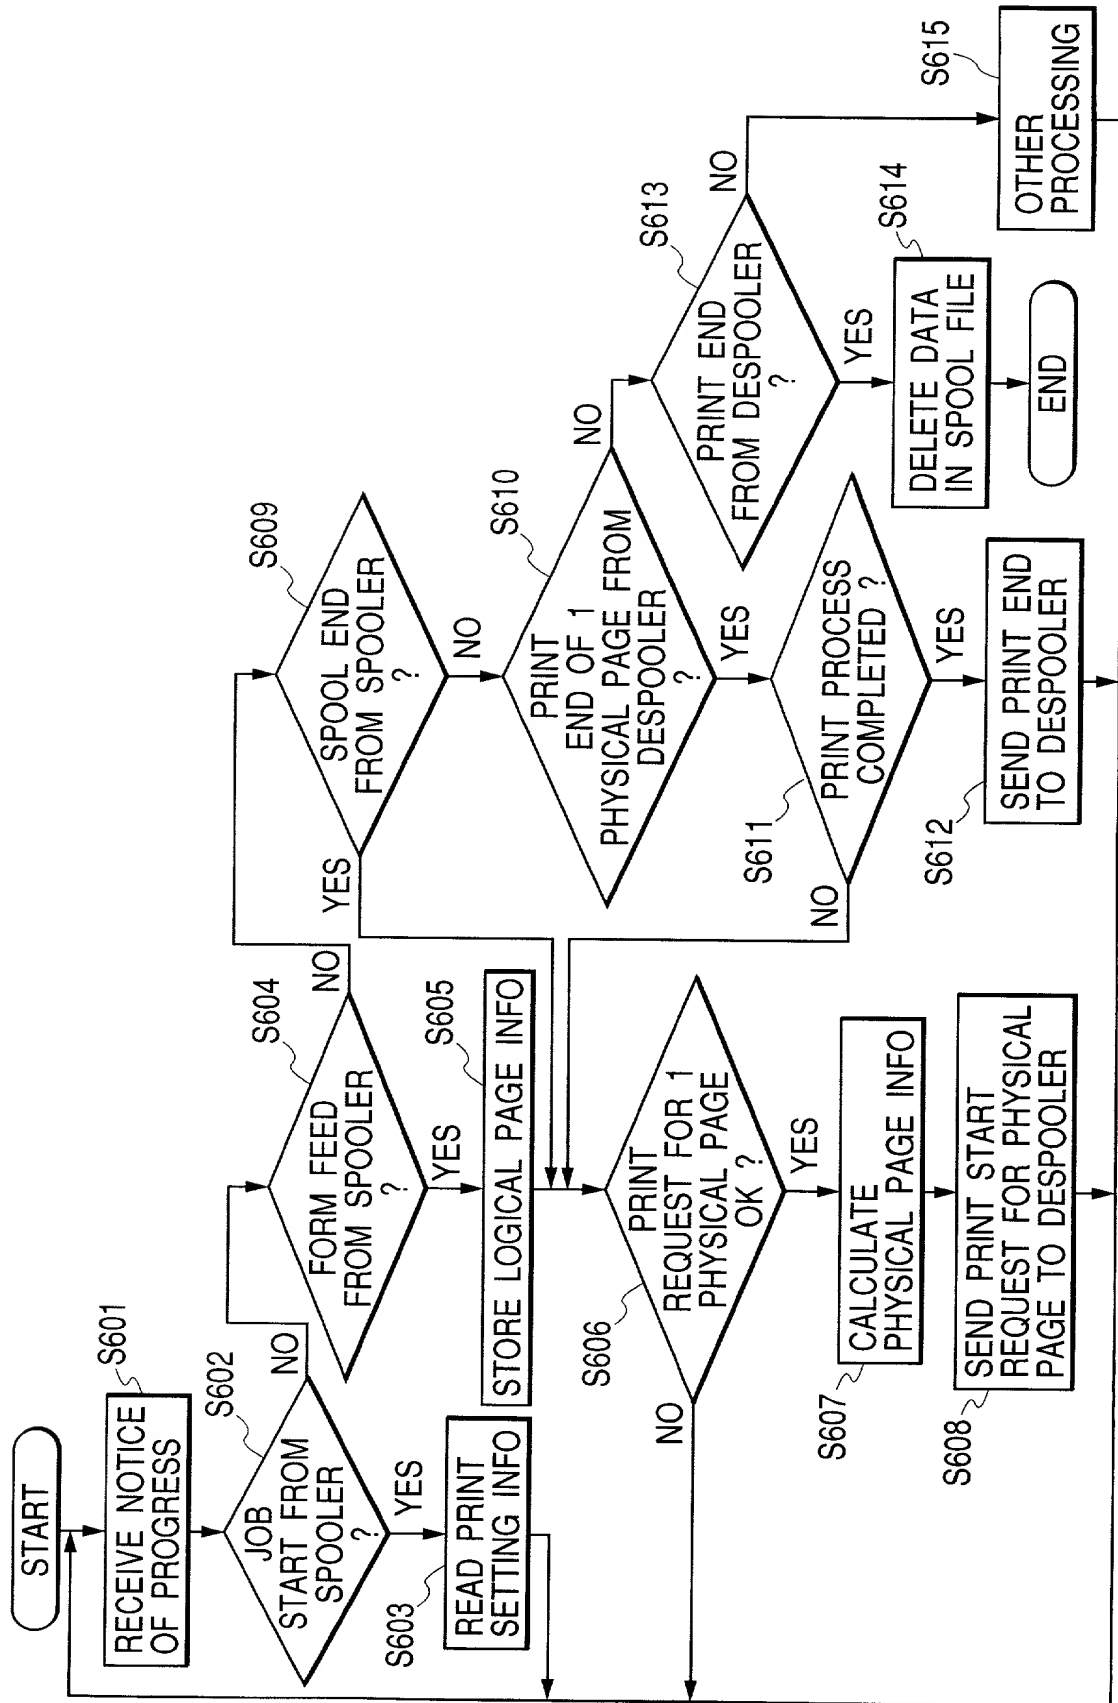 START
S601
RECEIVE NOTICE
OF PROGRESS
S602
JOB
START FROM
SPOOLER
?
NO
YES
S603
READ PRINT
SETTING INFO
S604
FORM FEED
FROM SPOOLER
?
NO
YES
S605
STORE LOGICAL PAGE INFO
S606
PRINT
REQUEST FOR 1
PHYSICAL PAGE
OK ?
NO
YES
S607
CALCULATE
PHYSICAL PAGE INFO
S608
SEND PRINT START
REQUEST FOR PHYSICAL
PAGE TO DESPOOLER
S609
SPOOL END
FROM SPOOLER
?
YES
NO
S610
PRINT
END OF 1
PHYSICAL PAGE FROM
DESPOOLER
?
NO
YES
S611
PRINT PROCESS
COMPLETED ?
NO
YES
S612
SEND PRINT END
TO DESPOOLER
S613
PRINT END
FROM DESPOOLER
?
NO
YES
S614
DELETE DATA
IN SPOOL FILE
END
S615
OTHER
PROCESSING